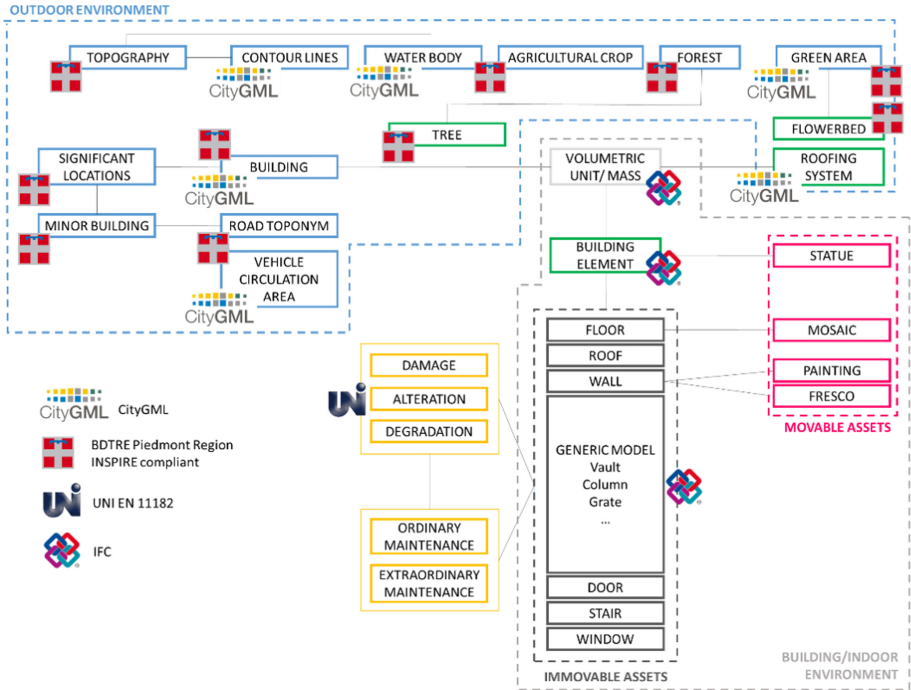 OUTDOOR ENVIRONMENT
TOPOGRAPHY
CONTOUR LINES
CityGML
WATER BODY
CityGML
AGRICULTURAL CROP
FOREST
GREEN AREA
CityGML
TREE
FLOWERBED
SIGNIFICANT
LOCATIONS
BUILDING
CityGML
VOLUMETRIC
UNIT/ MASS
ROOFING
SYSTEM
CityGML
MINOR BUILDING
ROAD TOPONYM
VEHICLE
CIRCULATION
AREA
CityGML
BUILDING
ELEMENT
STATUE
FLOOR
MOSAIC
ROOF
WALL
PAINTING
FRESCO
MOVABLE ASSETS
DAMAGE
ALTERATION
DEGRADATION
UNI
GENERIC MODEL
Vault
Column
Grate
...
ORDINARY
MAINTENANCE
EXTRAORDINARY
MAINTENANCE
DOOR
STAIR
WINDOW
IMMOVABLE ASSETS
BUILDING/INDOOR
ENVIRONMENT
CityGML
CityGML
BDTRE Piedmont Region
INSPIRE compliant
UNI
UNI EN 11182
IFC